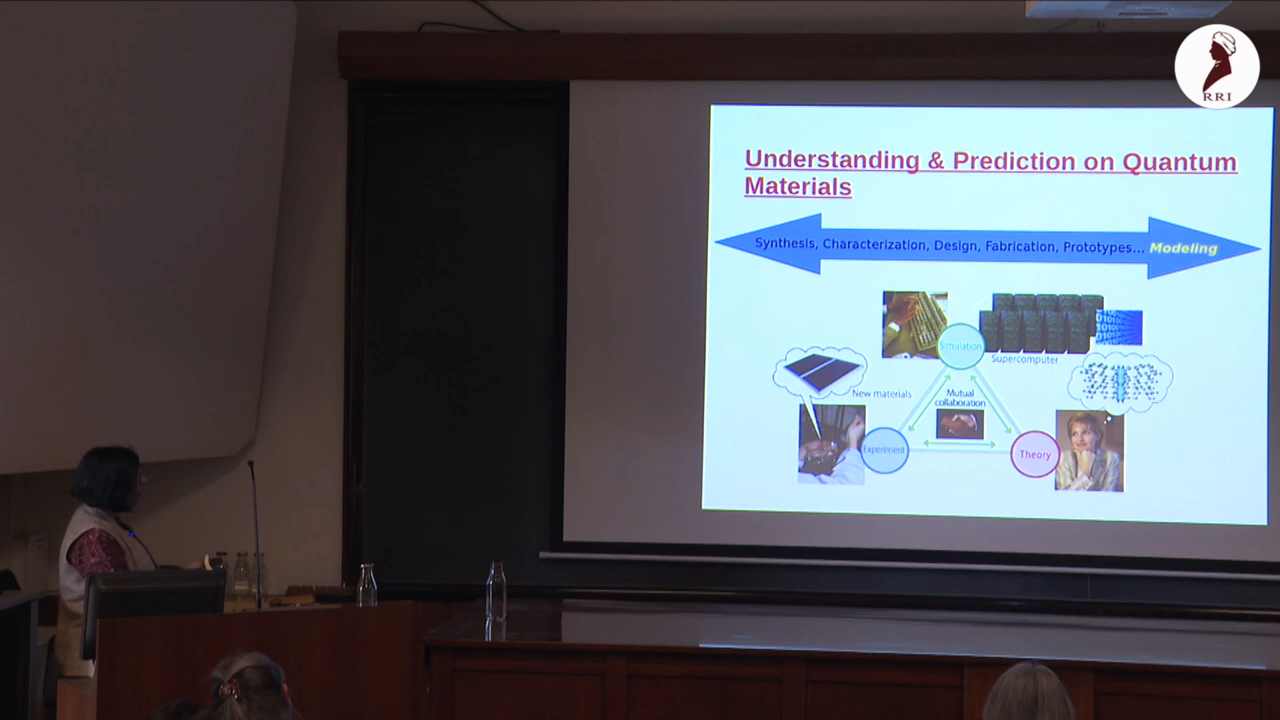 RRI
Understanding & Prediction on Quantum
Materials
Synthesis, Characterization, Design, Fabrication, Prototypes... Modeling
Simulation
Supercomputer
New materials
Mutual
collaboration
Experiment
Theory